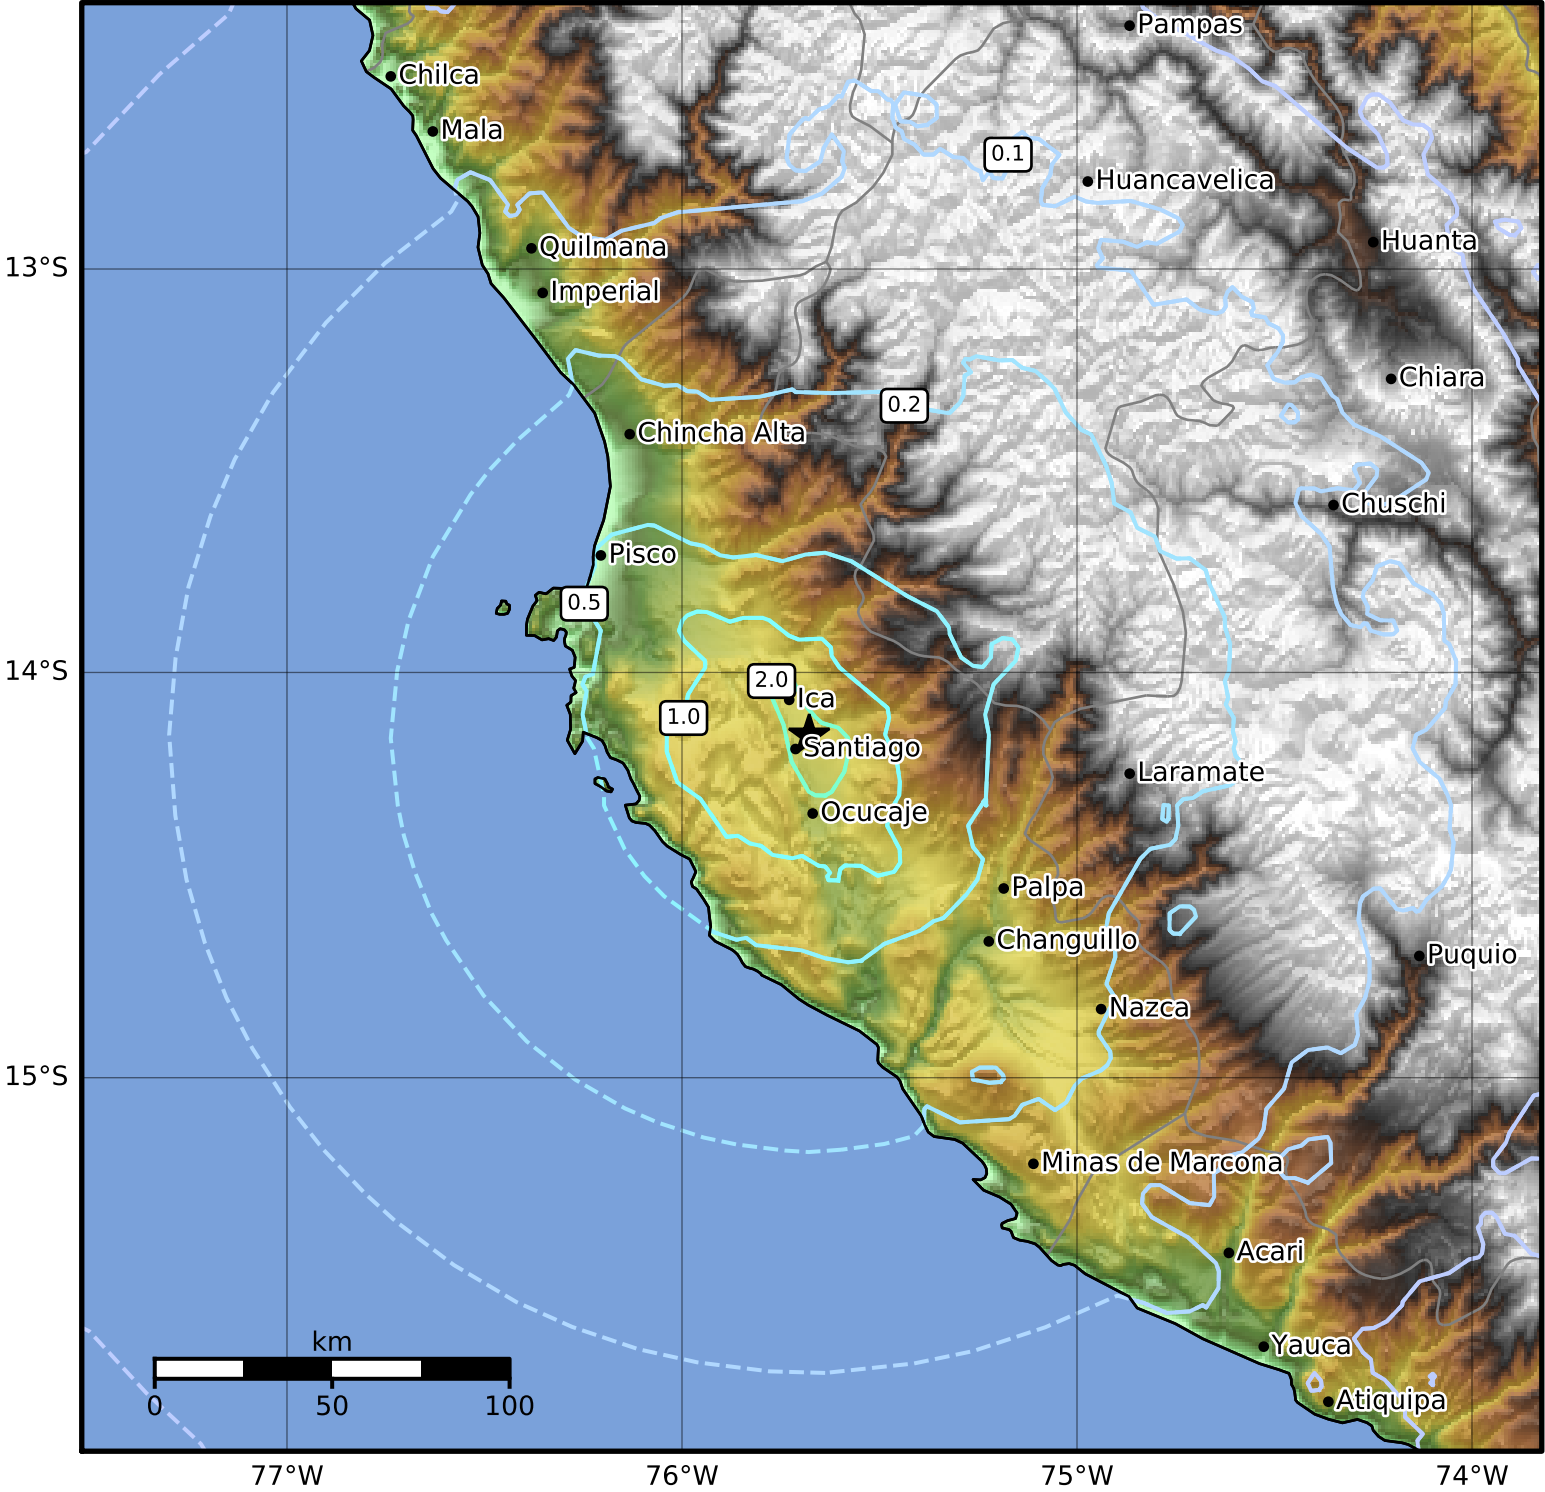 Pampas
Chilca
Mala
0.1
Huancavelica
Huanta
Quilmana
13°S
Imperial
Chiara
0.2
Chincha Alta
Chuschi
Pisco
0.5
14°S
2.0
Ica
1.0
Santiago
Laramate
Ocucaje
Palpa
Changuillo
Puquio
Nazca
15°S
Minas de Marcona
Acari
km
Yauca
Atiquipa
0 50 100
77°W 76°W 75°W 74°W